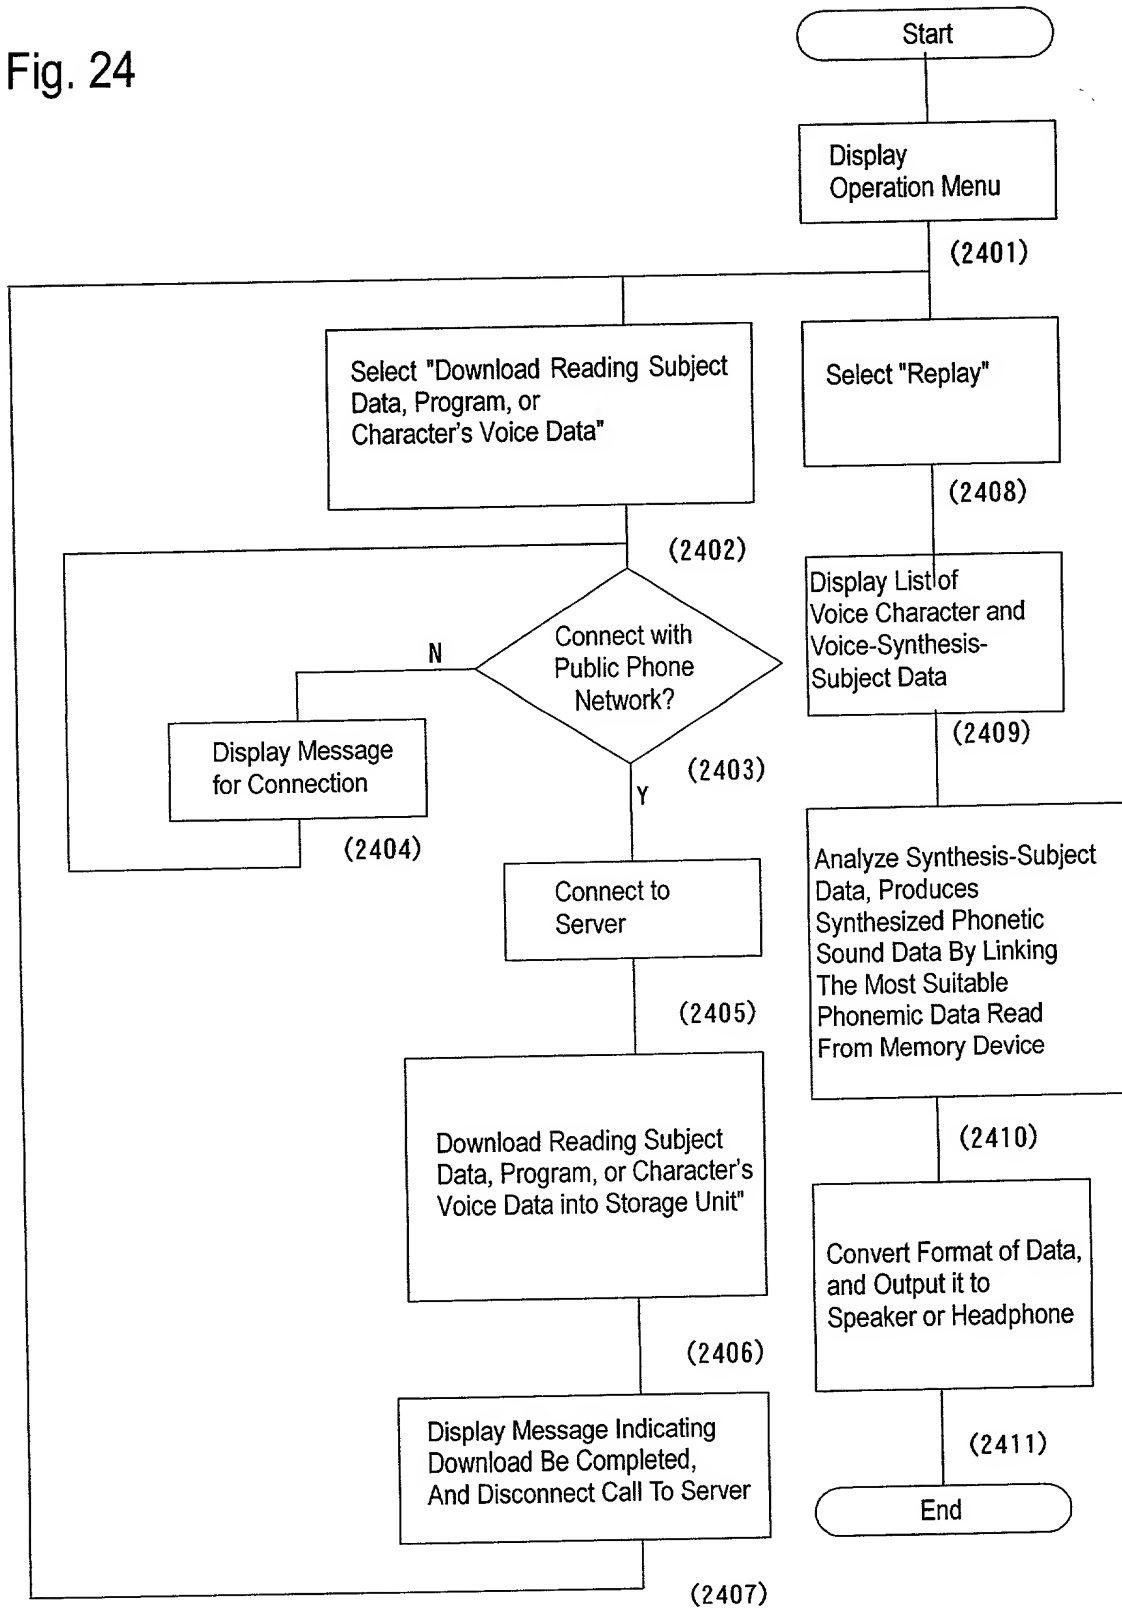 Fig. 24
Start
Display
Operation Menu
(2401)
Select "Download Reading Subject
Data, Program, or
Character's Voice Data"
(2402)
Connect with
Public Phone
Network?
N
Y
(2403)
Display Message
for Connection
(2404)
Connect to
Server
(2405)
Download Reading Subject
Data, Program, or Character's
Voice Data into Storage Unit"
(2406)
Display Message Indicating
Download Be Completed,
And Disconnect Call To Server
(2407)
Select "Replay"
(2408)
Display List of
Voice Character and
Voice-Synthesis-
Subject Data
(2409)
Analyze Synthesis-Subject
Data, Produces
Synthesized Phonetic
Sound Data By Linking
The Most Suitable
Phonemic Data Read
From Memory Device
(2410)
Convert Format of Data,
and Output it to
Speaker or Headphone
(2411)
End